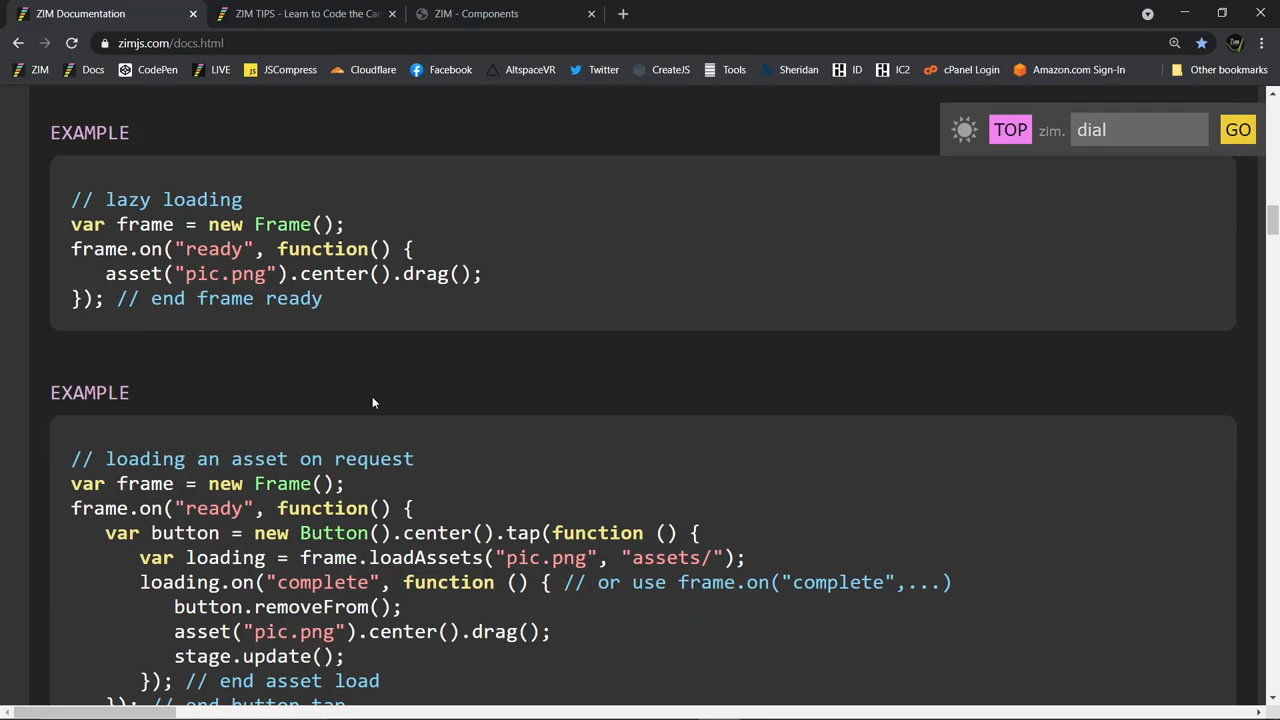 ZIM Documentation
ZIM TIPS - Learn to Code the Ca
ZIM - Components
zimjs.com/docs.html
ZIM
Docs
CodePen
LIVE
JSCompress
Cloudflare
Facebook
AltspaceVR
Twitter
CreateJS
Tools
Sheridan
ID
IC2
cPanel Login
Amazon.com Sign-In
Other bookmarks
TOP
zim.
dial
GO
EXAMPLE
// lazy loading
var frame = new Frame();
frame.on("ready", function() {
asset("pic.png").center().drag();
}); // end frame ready
EXAMPLE
// loading an asset on request
var frame = new Frame();
frame.on("ready", function() {
var button = new Button().center().tap(function () {
var loading = frame.loadAssets("pic.png", "assets/");
loading.on("complete", function () { // or use frame.on("complete",...)
button.removeFrom();
asset("pic.png").center().drag();
stage.update();
}); // end asset load
}); // end button tap